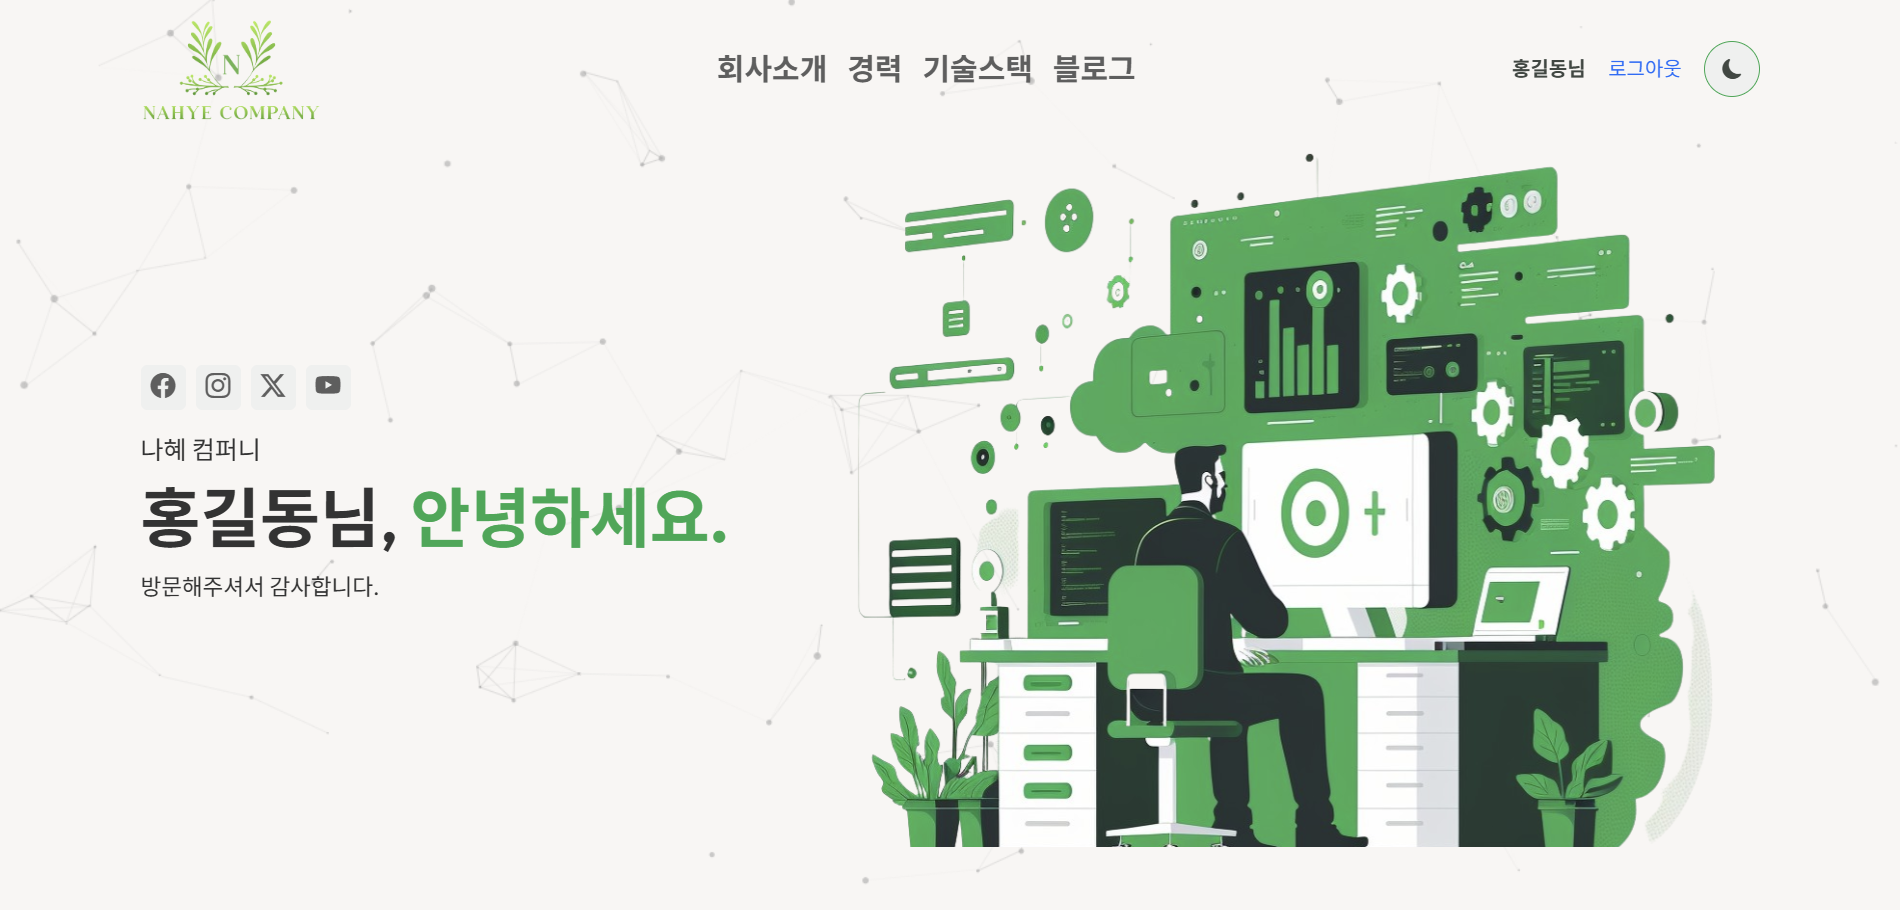 N
NAHYE COMPANY
회사소개 경력 기술스택 블로그
홍길동님 로그아웃
나혜 컴퍼니
홍길동님, 안녕하세요.
방문해주셔서 감사합니다.